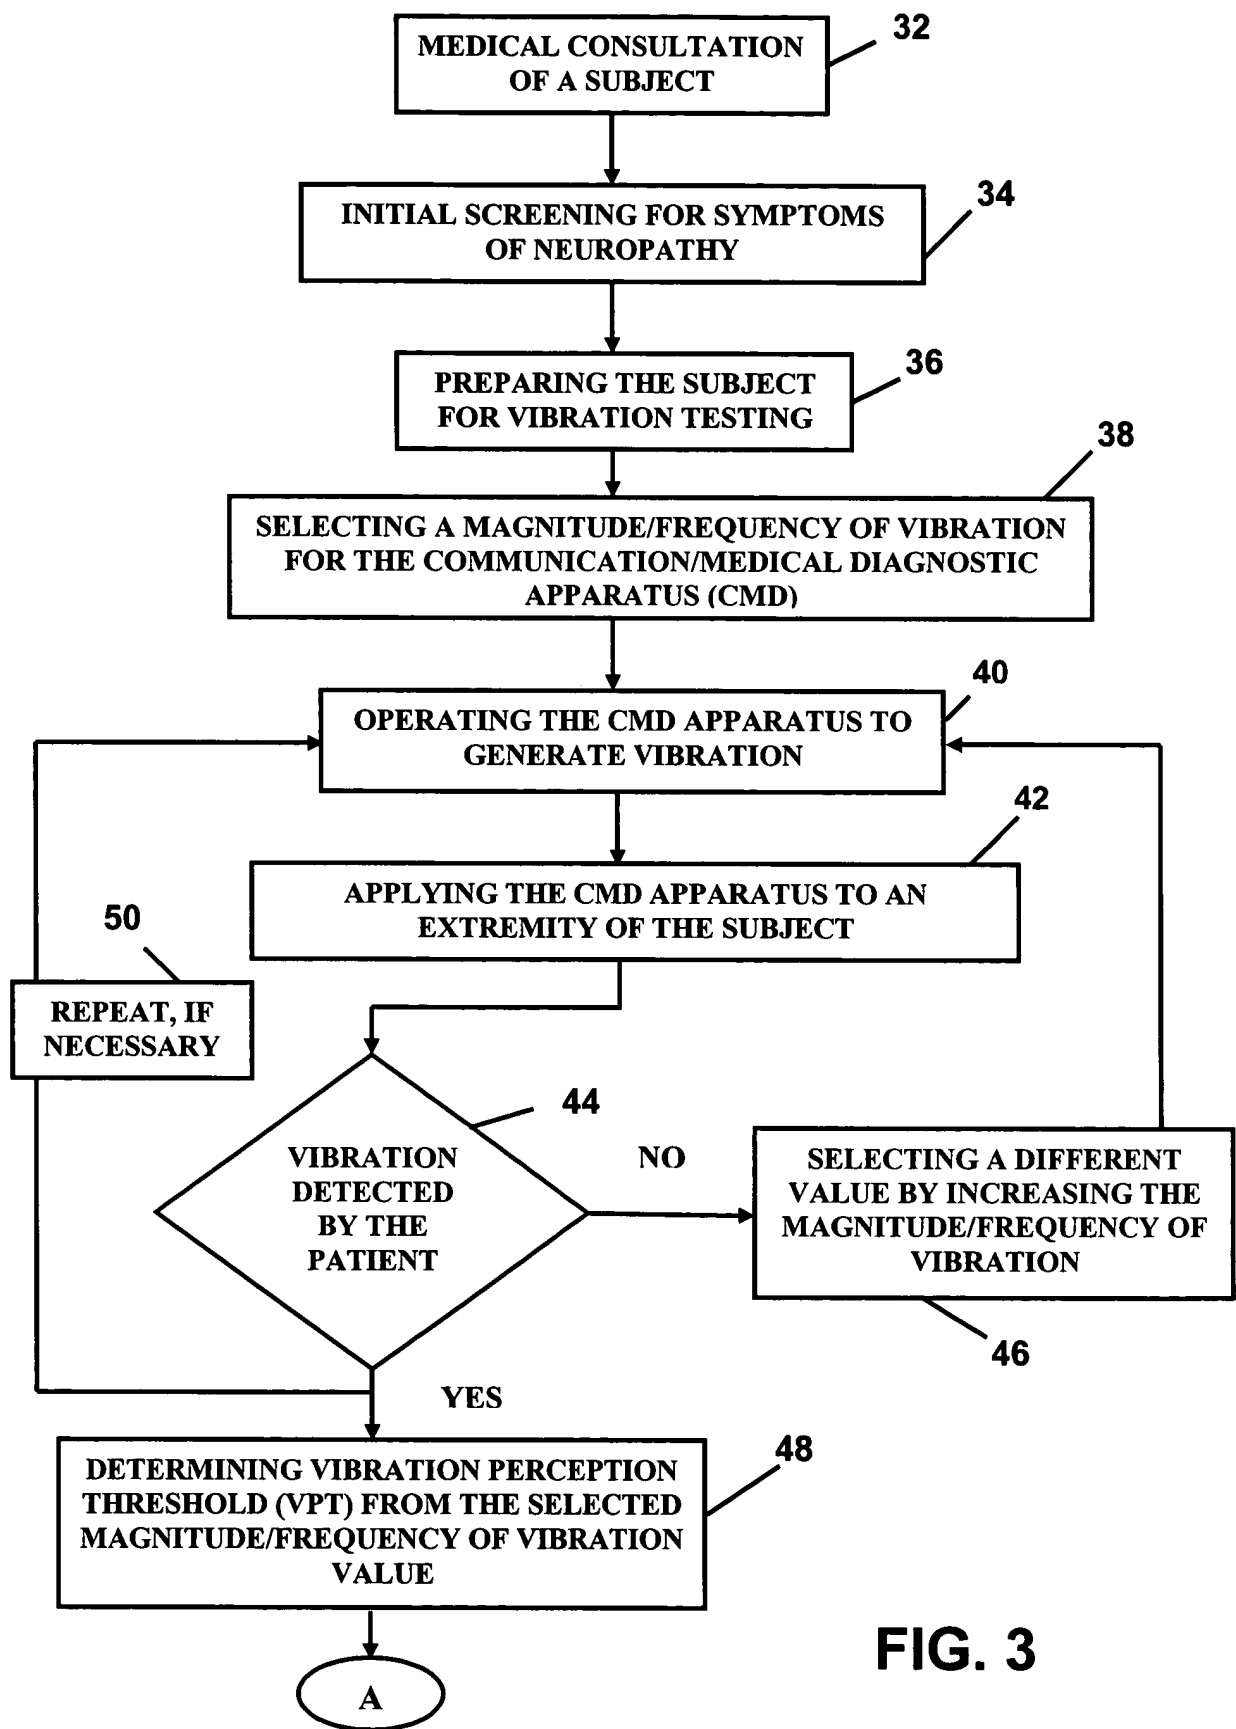 32
MEDICAL CONSULTATION
OF A SUBJECT
34
INITIAL SCREENING FOR SYMPTOMS
OF NEUROPATHY
36
PREPARING THE SUBJECT
FOR VIBRATION TESTING
38
SELECTING A MAGNITUDE/FREQUENCY OF VIBRATION
FOR THE COMMUNICATION/MEDICAL DIAGNOSTIC
APPARATUS (CMD)
40
OPERATING THE CMD APPARATUS TO
GENERATE VIBRATION
42
APPLYING THE CMD APPARATUS TO AN
EXTREMITY OF THE SUBJECT
50
REPEAT, IF
NECESSARY
44
VIBRATION
DETECTED
BY THE
PATIENT
NO
SELECTING A DIFFERENT
VALUE BY INCREASING THE
MAGNITUDE/FREQUENCY OF
VIBRATION
46
YES
48
DETERMINING VIBRATION PERCEPTION
THRESHOLD (VPT) FROM THE SELECTED
MAGNITUDE/FREQUENCY OF VIBRATION
VALUE
A
FIG. 3